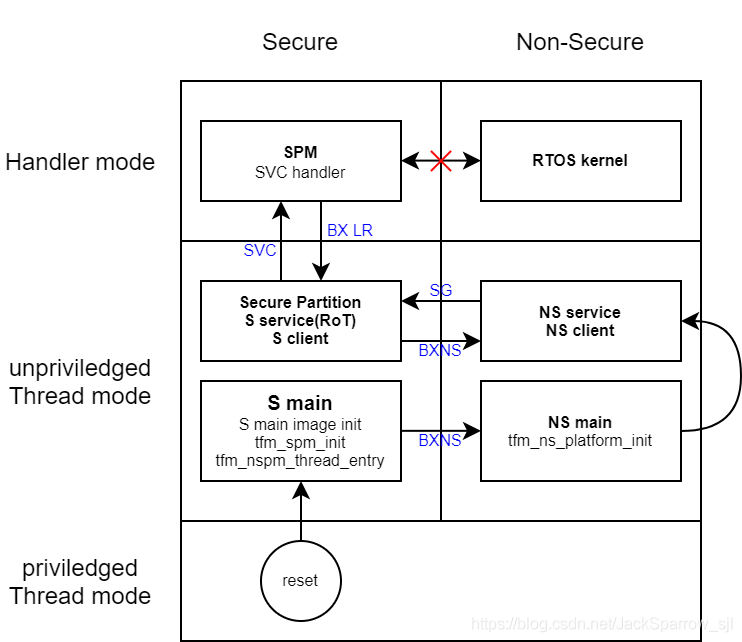 Secure
Non-Secure
Handler mode
SPM
SVC handler
RTOS kernel
BX LR
SVC
Secure Partition
S service(RoT)
S client
SG
BXNS
NS service
NS client
unpriviledged
Thread mode
S main
S main image init
tfm_spm_init
tfm_nspm_thread_entry
BXNS
NS main
tfm_ns_platform_init
priviledged
Thread mode
reset
https://blog.csdn.net/JackSparrow_sjl